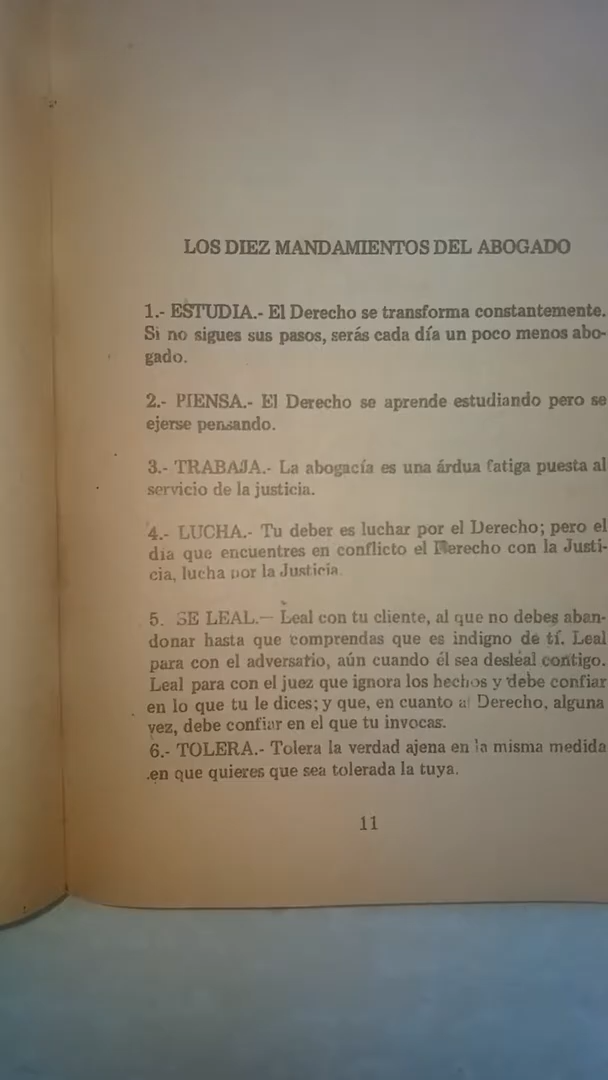 LOS DIEZ MANDAMIENTOS DEL ABOGADO
1.- ESTUDIA.- El Derecho se transforma constantemente.
Si no sigues sus pasos, serás cada día un poco menos abo-
gado.
2.- PIENSA.- El Derecho se aprende estudiando pero se
ejerse pensando.
3.- TRABAJA.- La abogacía es una árdua fatiga puesta al
servicio de la justicia.
4.- LUCHA.- Tu deber es luchar por el Derecho; pero el
día que encuentres en conflicto el Derecho con la Justi-
cia, lucha por la Justicia.
5. SE LEAL.— Leal con tu cliente, al que no debes aban-
donar hasta que comprendas que es indigno de tí. Leal
para con el adversario, aún cuando él sea desleal contigo.
Leal para con el juez que ignora los hechos y debe confiar
en lo que tu le dices; y que, en cuanto al Derecho, alguna
vez, debe confiar en el que tu invocas.
6.- TOLERA.- Tolera la verdad ajena en la misma medida
en que quieres que sea tolerada la tuya.
11